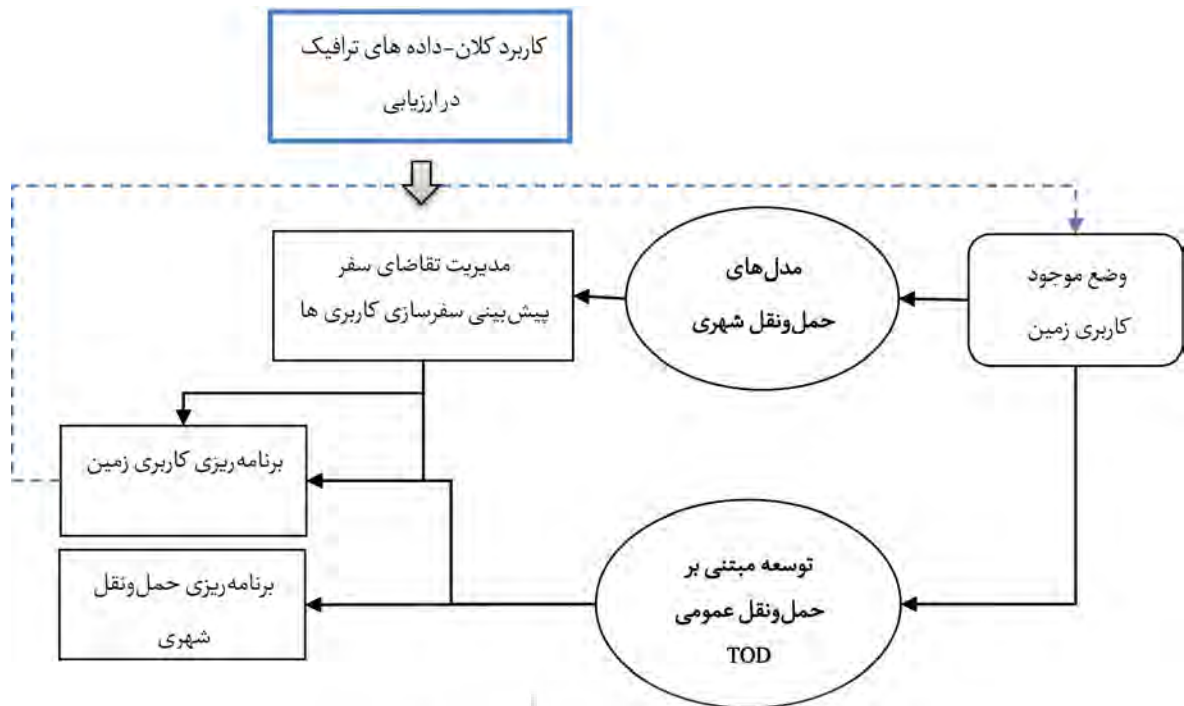 کاربرد کلان-داده های ترافیک
در ارزیابی
وضع موجود
کاربری زمین
مدل‌های
حمل‌ونقل شهری
مدیریت تقاضای سفر
پیش‌بینی سفرسازی کاربری ها
برنامه‌ریزی کاربری زمین
برنامه‌ریزی حمل‌ونقل
شهری
توسعه مبتنی بر
حمل‌ونقل عمومی
TOD